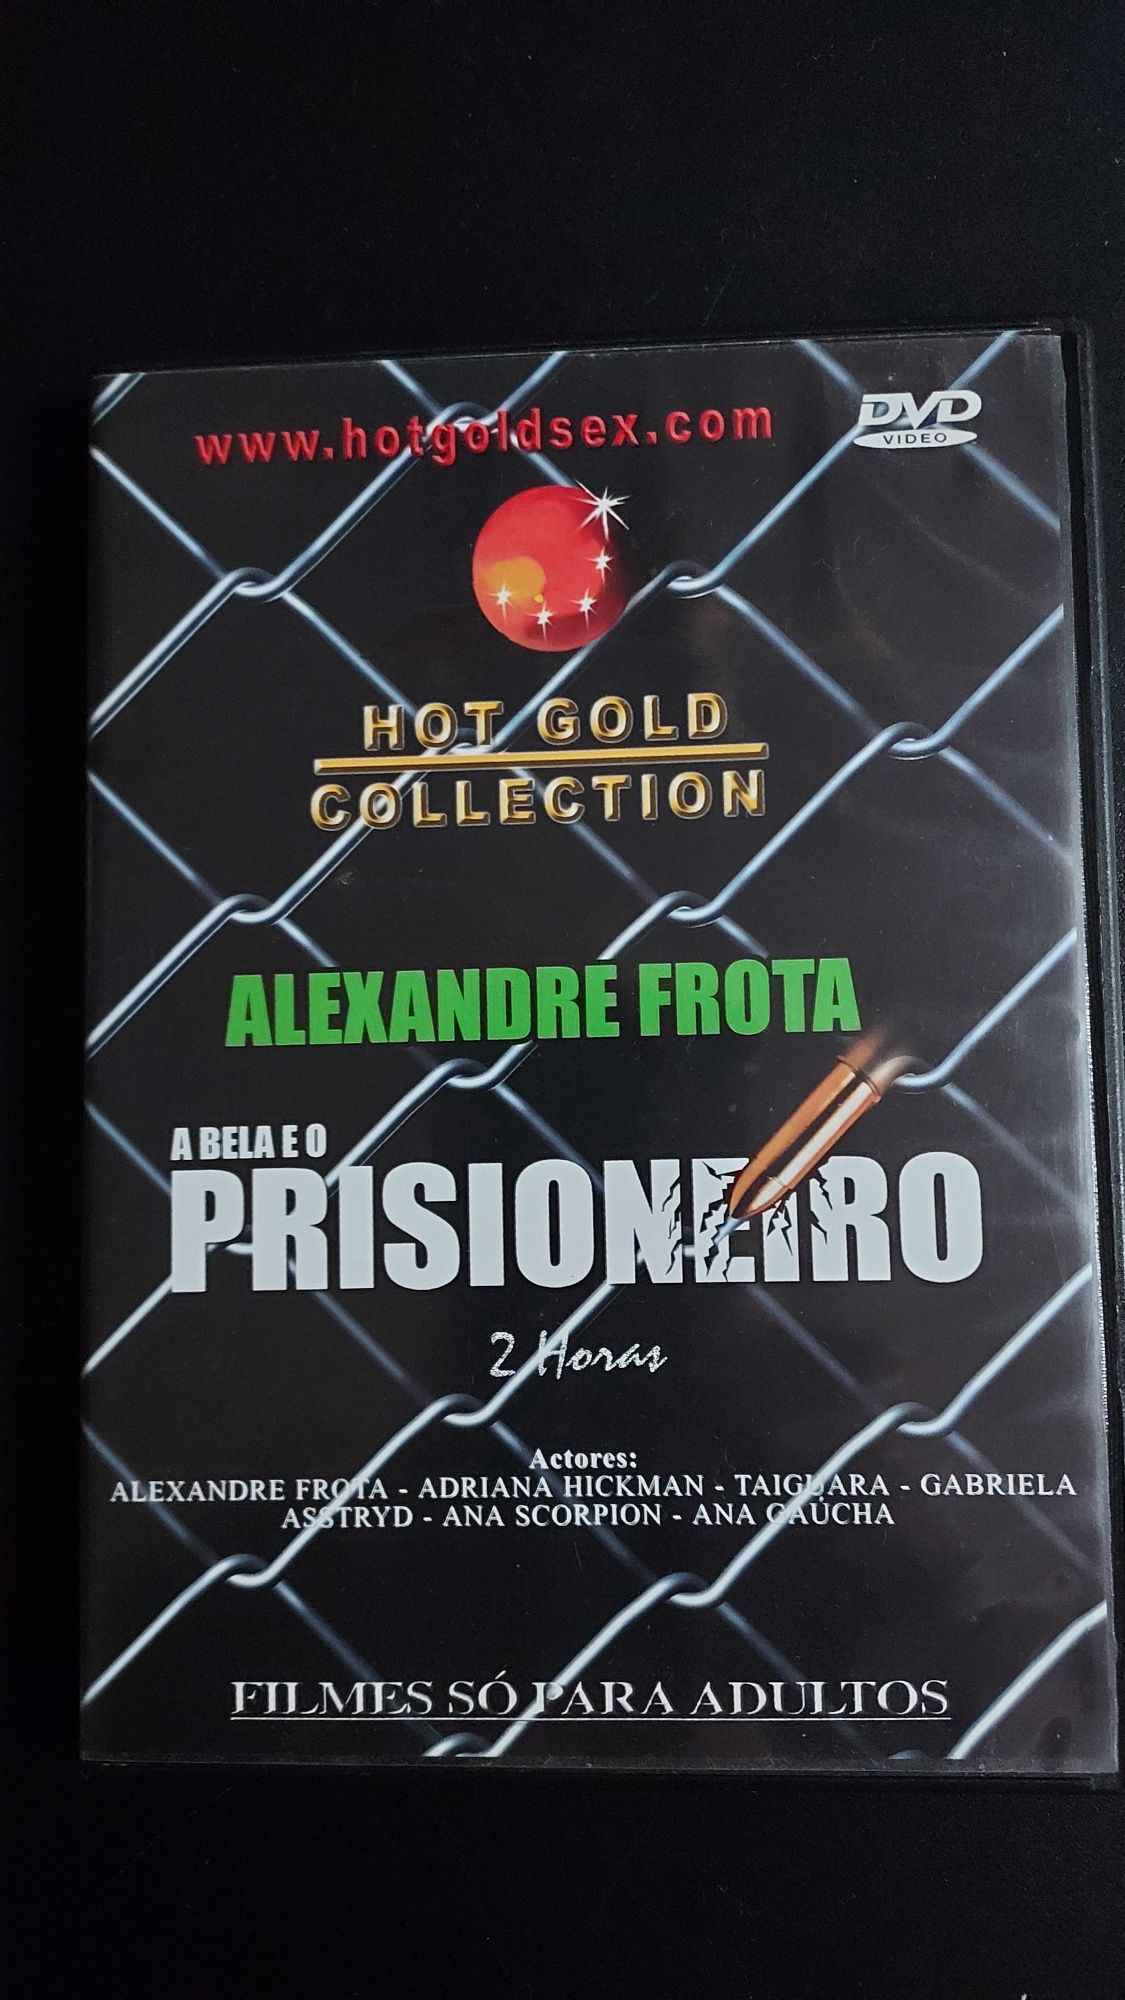 www.hotgoldsex.com
DVD
VIDEO
HOT GOLD
COLLECTION
ALEXANDRE FROTA
A BELA E O
PRISIONEIRO
2 Horas
Actores:
ALEXANDRE FROTA - ADRIANA HICKMAN - TAIGUARA - GABRIELA
ASSTRYD - ANA SCORPION - ANA GAÚCHA
FILMES SÓ PARA ADULTOS